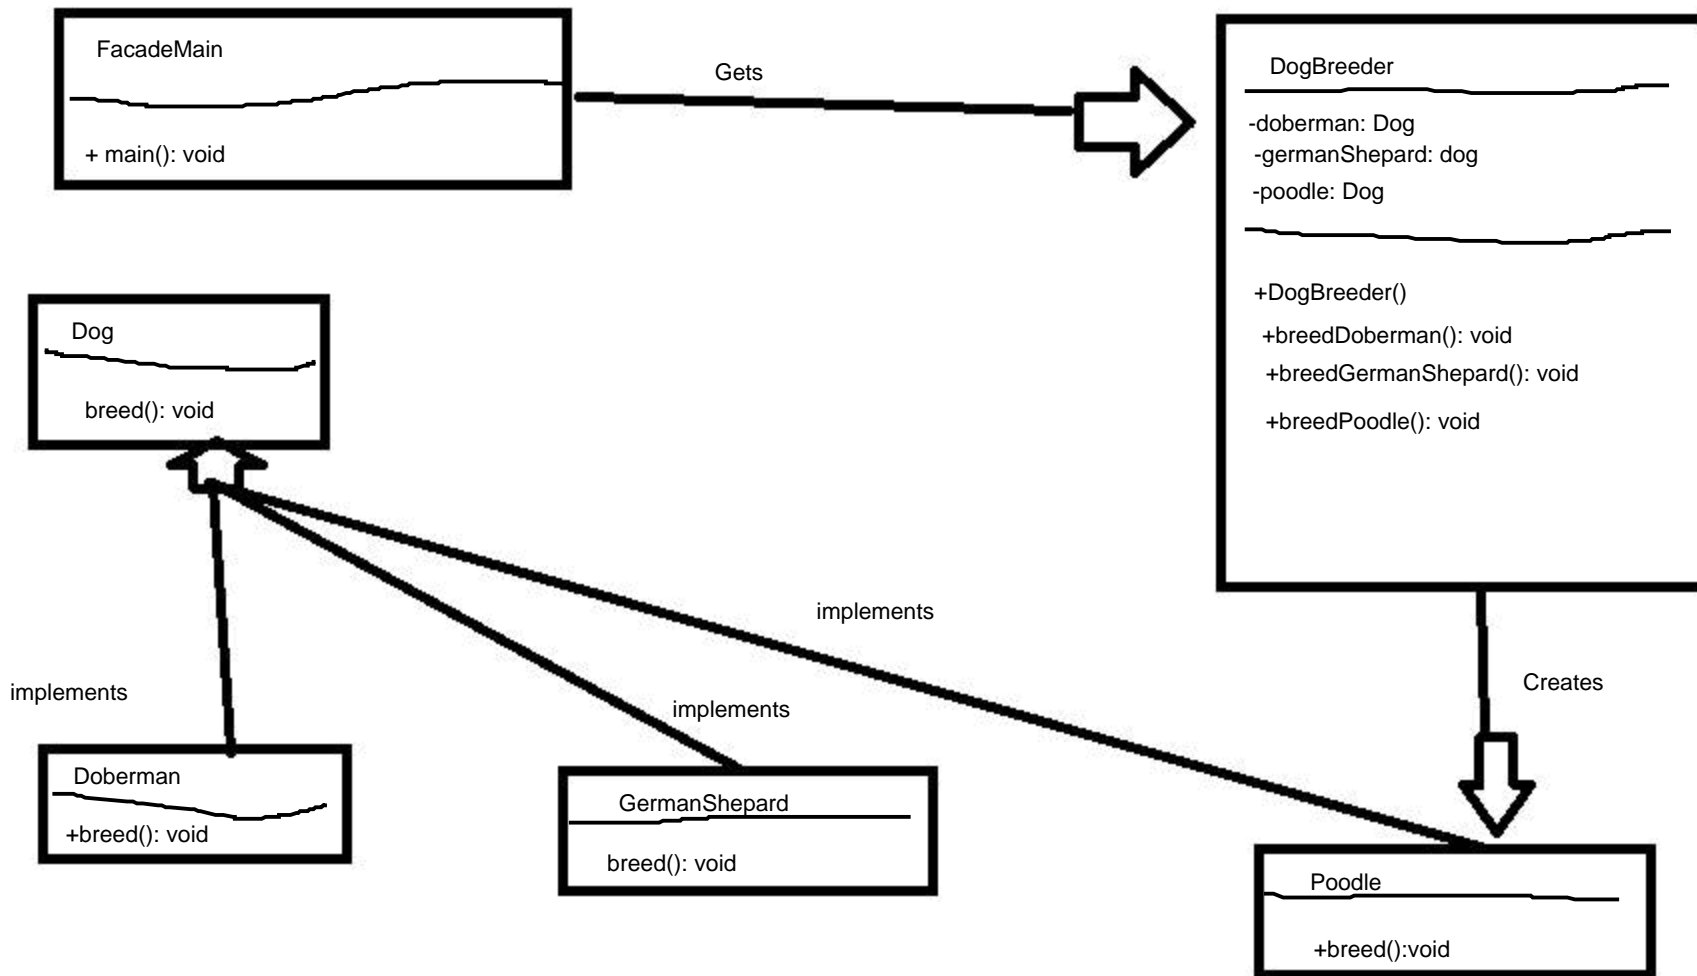 FacadeMain
+ main(): void
Gets
DogBreeder
-doberman: Dog
-germanShepard: dog
-poodle: Dog
+DogBreeder()
+breedDoberman(): void
+breedGermanShepard(): void
+breedPoodle(): void
Dog
breed(): void
implements
implements
implements
Creates
Doberman
+breed(): void
GermanShepard
breed(): void
Poodle
+breed():void